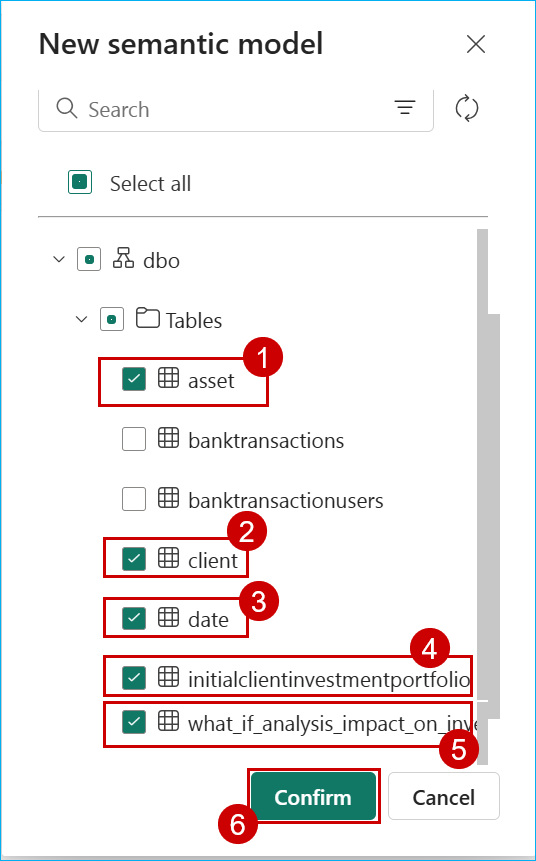 New semantic model
Search
Select all
dbo
Tables
1
asset
banktransactions
banktransactionusers
2
client
3
date
4
initialclientinvestmentportfolio
what_if_analysis_impact_on_inve
5
Confirm
Cancel
6